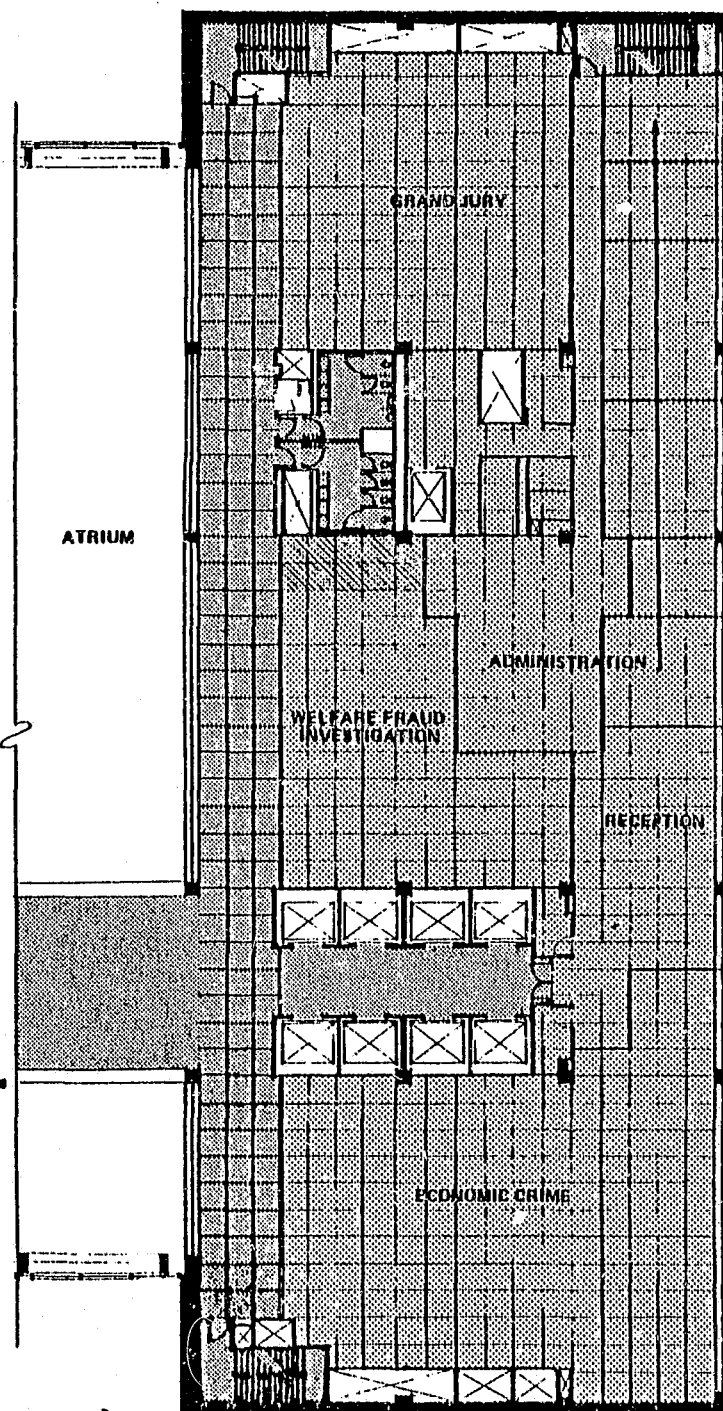 GRAND JURY
ATRIUM
ADMINISTRATION
WELFARE FRAUD
INVESTIGATION
RECEPTION
ECONOMIC CRIME